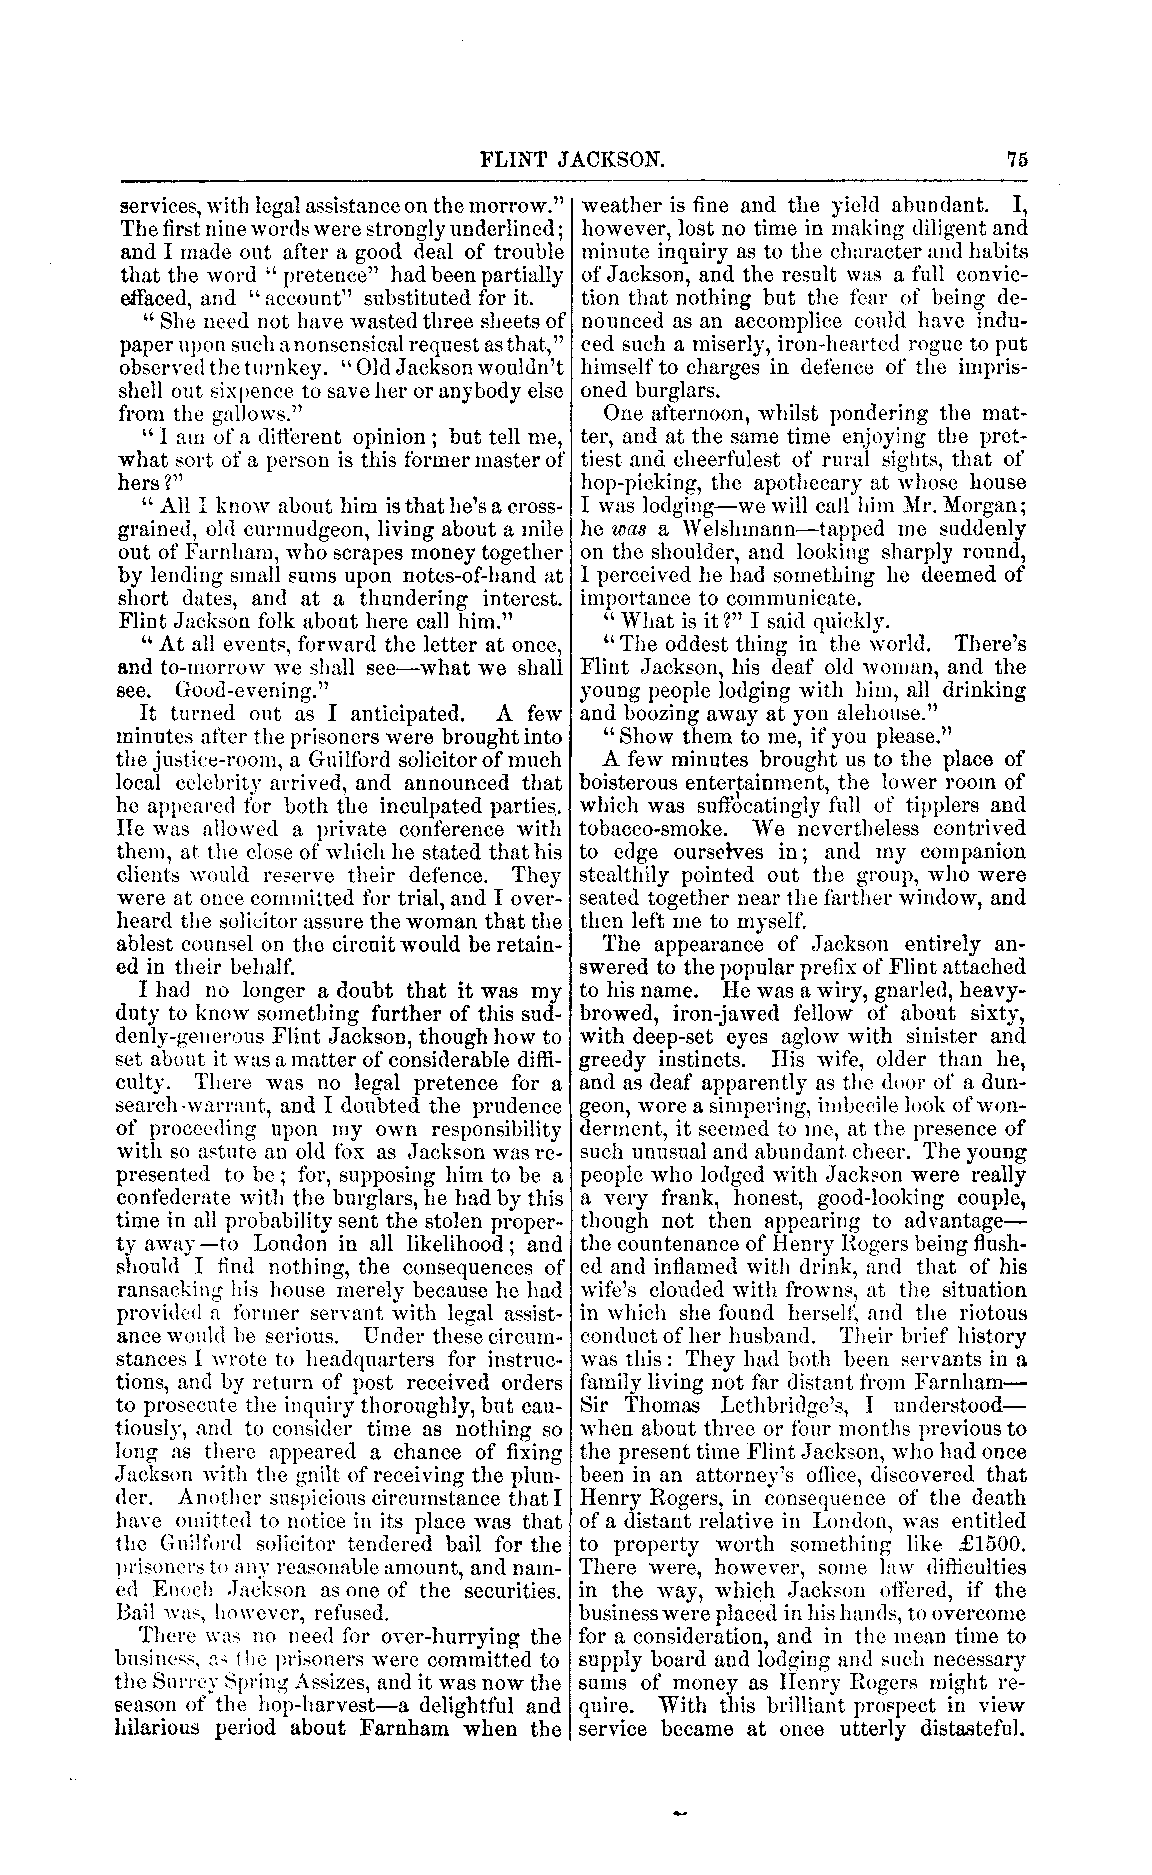 FLINT JACKSON. 75
services, with legal assistance on the morrow."
The first nine words were strongly underlined;
and I made out after a good deal of trouble
that the word "pretence" had been partially
effaced, and "account" substituted for it.
"She need not have wasted three sheets of
paper upon such a nonsensical request as that,"
observed the turnkey. "Old Jackson wouldn't
shell out sixpence to save her or anybody else
from the gallows."
"I am of a different opinion; but tell me,
what sort of a person is this former master of
hers?"
"All I know about him is that he's a cross-
grained, old curmudgeon, living about a mile
out of Farnham, who scrapes money together
by lending small sums upon notes-of-hand at
short dates, and at a thundering interest.
Flint Jackson folk about here call him."
"At all events, forward the letter at once,
and to-morrow we shall see—what we shall
see. Good-evening."
It turned out as I anticipated. A few
minutes after the prisoners were brought into
the justice-room, a Guilford solicitor of much
local celebrity arrived, and announced that
he appeared for both the inculpated parties.
He was allowed a private conference with
them, at the close of which he stated that his
clients would reserve their defence. They
were at once committed for trial, and I over-
heard the solicitor assure the woman that the
ablest counsel on the circuit would be retain-
ed in their behalf.
I had no longer a doubt that it was my
duty to know something further of this sud-
denly-generous Flint Jackson, though how to
set about it was a matter of considerable diffi-
culty. There was no legal pretence for a
search-warrant, and I doubted the prudence
of proceeding upon my own responsibility
with so astute an old fox as Jackson was re-
presented to be; for, supposing him to be a
confederate with the burglars, he had by this
time in all probability sent the stolen proper-
ty away—to London in all likelihood; and
should I find nothing, the consequences of
ransacking his house merely because he had
provided a former servant with legal assist-
ance would be serious. Under these circum-
stances I wrote to headquarters for instruc-
tions, and by return of post received orders
to prosecute the inquiry thoroughly, but cau-
tiously, and to consider time as nothing so
long as there appeared a chance of fixing
Jackson with the guilt of receiving the plun-
der. Another suspicious circumstance that I
have omitted to notice in its place was that
the Guilford solicitor tendered bail for the
prisoners to any reasonable amount, and nam-
ed Enoch Jackson as one of the securities.
Bail was, however, refused.
There was no need for over-hurrying the
business, as the prisoners were committed to
the Surrey Spring Assizes, and it was now the
season of the hop-harvest—a delightful and
hilarious period about Farnham when the
weather is fine and the yield abundant. I,
however, lost no time in making diligent and
minute inquiry as to the character and habits
of Jackson, and the result was a full convic-
tion that nothing but the fear of being de-
nounced as an accomplice could have indu-
ced such a miserly, iron-hearted rogue to put
himself to charges in defence of the impris-
oned burglars.
One afternoon, whilst pondering the mat-
ter, and at the same time enjoying the pret-
tiest and cheerfulest of rural sights, that of
hop-picking, the apothecary at whose house
I was lodging—we will call him Mr. Morgan;
he was a Welshmann—tapped me suddenly
on the shoulder, and looking sharply round,
I perceived he had something he deemed of
importance to communicate.
"What is it?" I said quickly.
"The oddest thing in the world. There's
Flint Jackson, his deaf old woman, and the
young people lodging with him, all drinking
and boozing away at yon alehouse."
"Show them to me, if you please."
A few minutes brought us to the place of
boisterous entertainment, the lower room of
which was suffocatingly full of tipplers and
tobacco-smoke. We nevertheless contrived
to edge ourselves in; and my companion
stealthily pointed out the group, who were
seated together near the farther window, and
then left me to myself.
The appearance of Jackson entirely an-
swered to the popular prefix of Flint attached
to his name. He was a wiry, gnarled, heavy-
browed, iron-jawed fellow of about sixty,
with deep-set eyes aglow with sinister and
greedy instincts. His wife, older than he,
and as deaf apparently as the door of a dun-
geon, wore a simpering, imbecile look of won-
derment, it seemed to me, at the presence of
such unusual and abundant cheer. The young
people who lodged with Jackson were really
a very frank, honest, good-looking couple,
though not then appearing to advantage—
the countenance of Henry Rogers being flush-
ed and inflamed with drink, and that of his
wife's clouded with frowns, at the situation
in which she found herself, and the riotous
conduct of her husband. Their brief history
was this: They had both been servants in a
family living not far distant from Farnham—
Sir Thomas Lethbridge's, I understood—
when about three or four months previous to
the present time Flint Jackson, who had once
been in an attorney's office, discovered that
Henry Rogers, in consequence of the death
of a distant relative in London, was entitled
to property worth something like £1500.
There were, however, some law difficulties
in the way, which Jackson offered, if the
business were placed in his hands, to overcome
for a consideration, and in the mean time to
supply board and lodging and such necessary
sums of money as Henry Rogers might re-
quire. With this brilliant prospect in view
service became at once utterly distasteful.